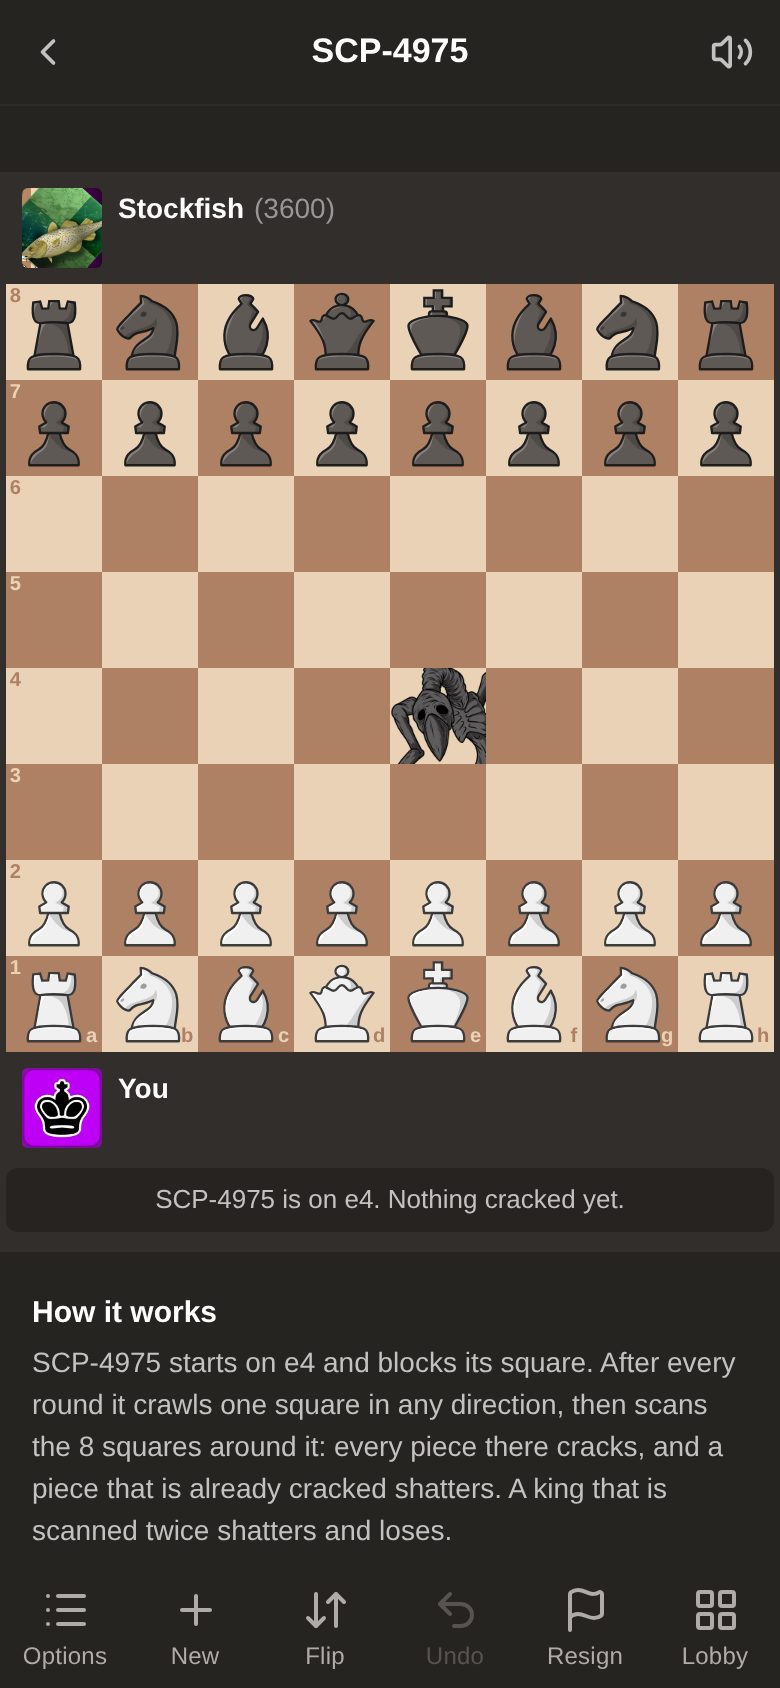 SCP-4975
Stockfish (3600)
8
7
6
5
4
3
2
1
a b c d e f g h
You
SCP-4975 is on e4. Nothing cracked yet.
How it works
SCP-4975 starts on e4 and blocks its square. After every
round it crawls one square in any direction, then scans
the 8 squares around it: every piece there cracks, and a
piece that is already cracked shatters. A king that is
scanned twice shatters and loses.
Options New Flip Undo Resign Lobby